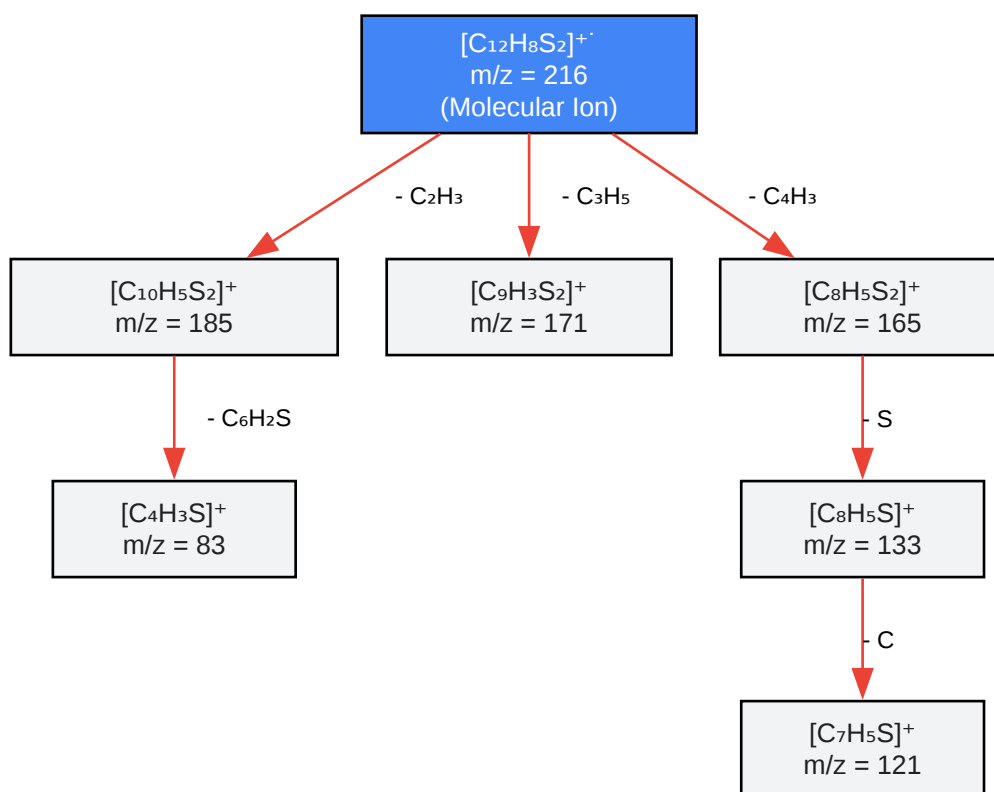 [C₁₂H₈S₂]⁺˙
m/z = 216
(Molecular Ion)
- C₂H₃
- C₃H₅
- C₄H₃
[C₁₀H₅S₂]⁺
m/z = 185
[C₉H₃S₂]⁺
m/z = 171
[C₈H₅S₂]⁺
m/z = 165
- C₆H₂S
- S
[C₄H₃S]⁺
m/z = 83
[C₈H₅S]⁺
m/z = 133
- C
[C₇H₅S]⁺
m/z = 121